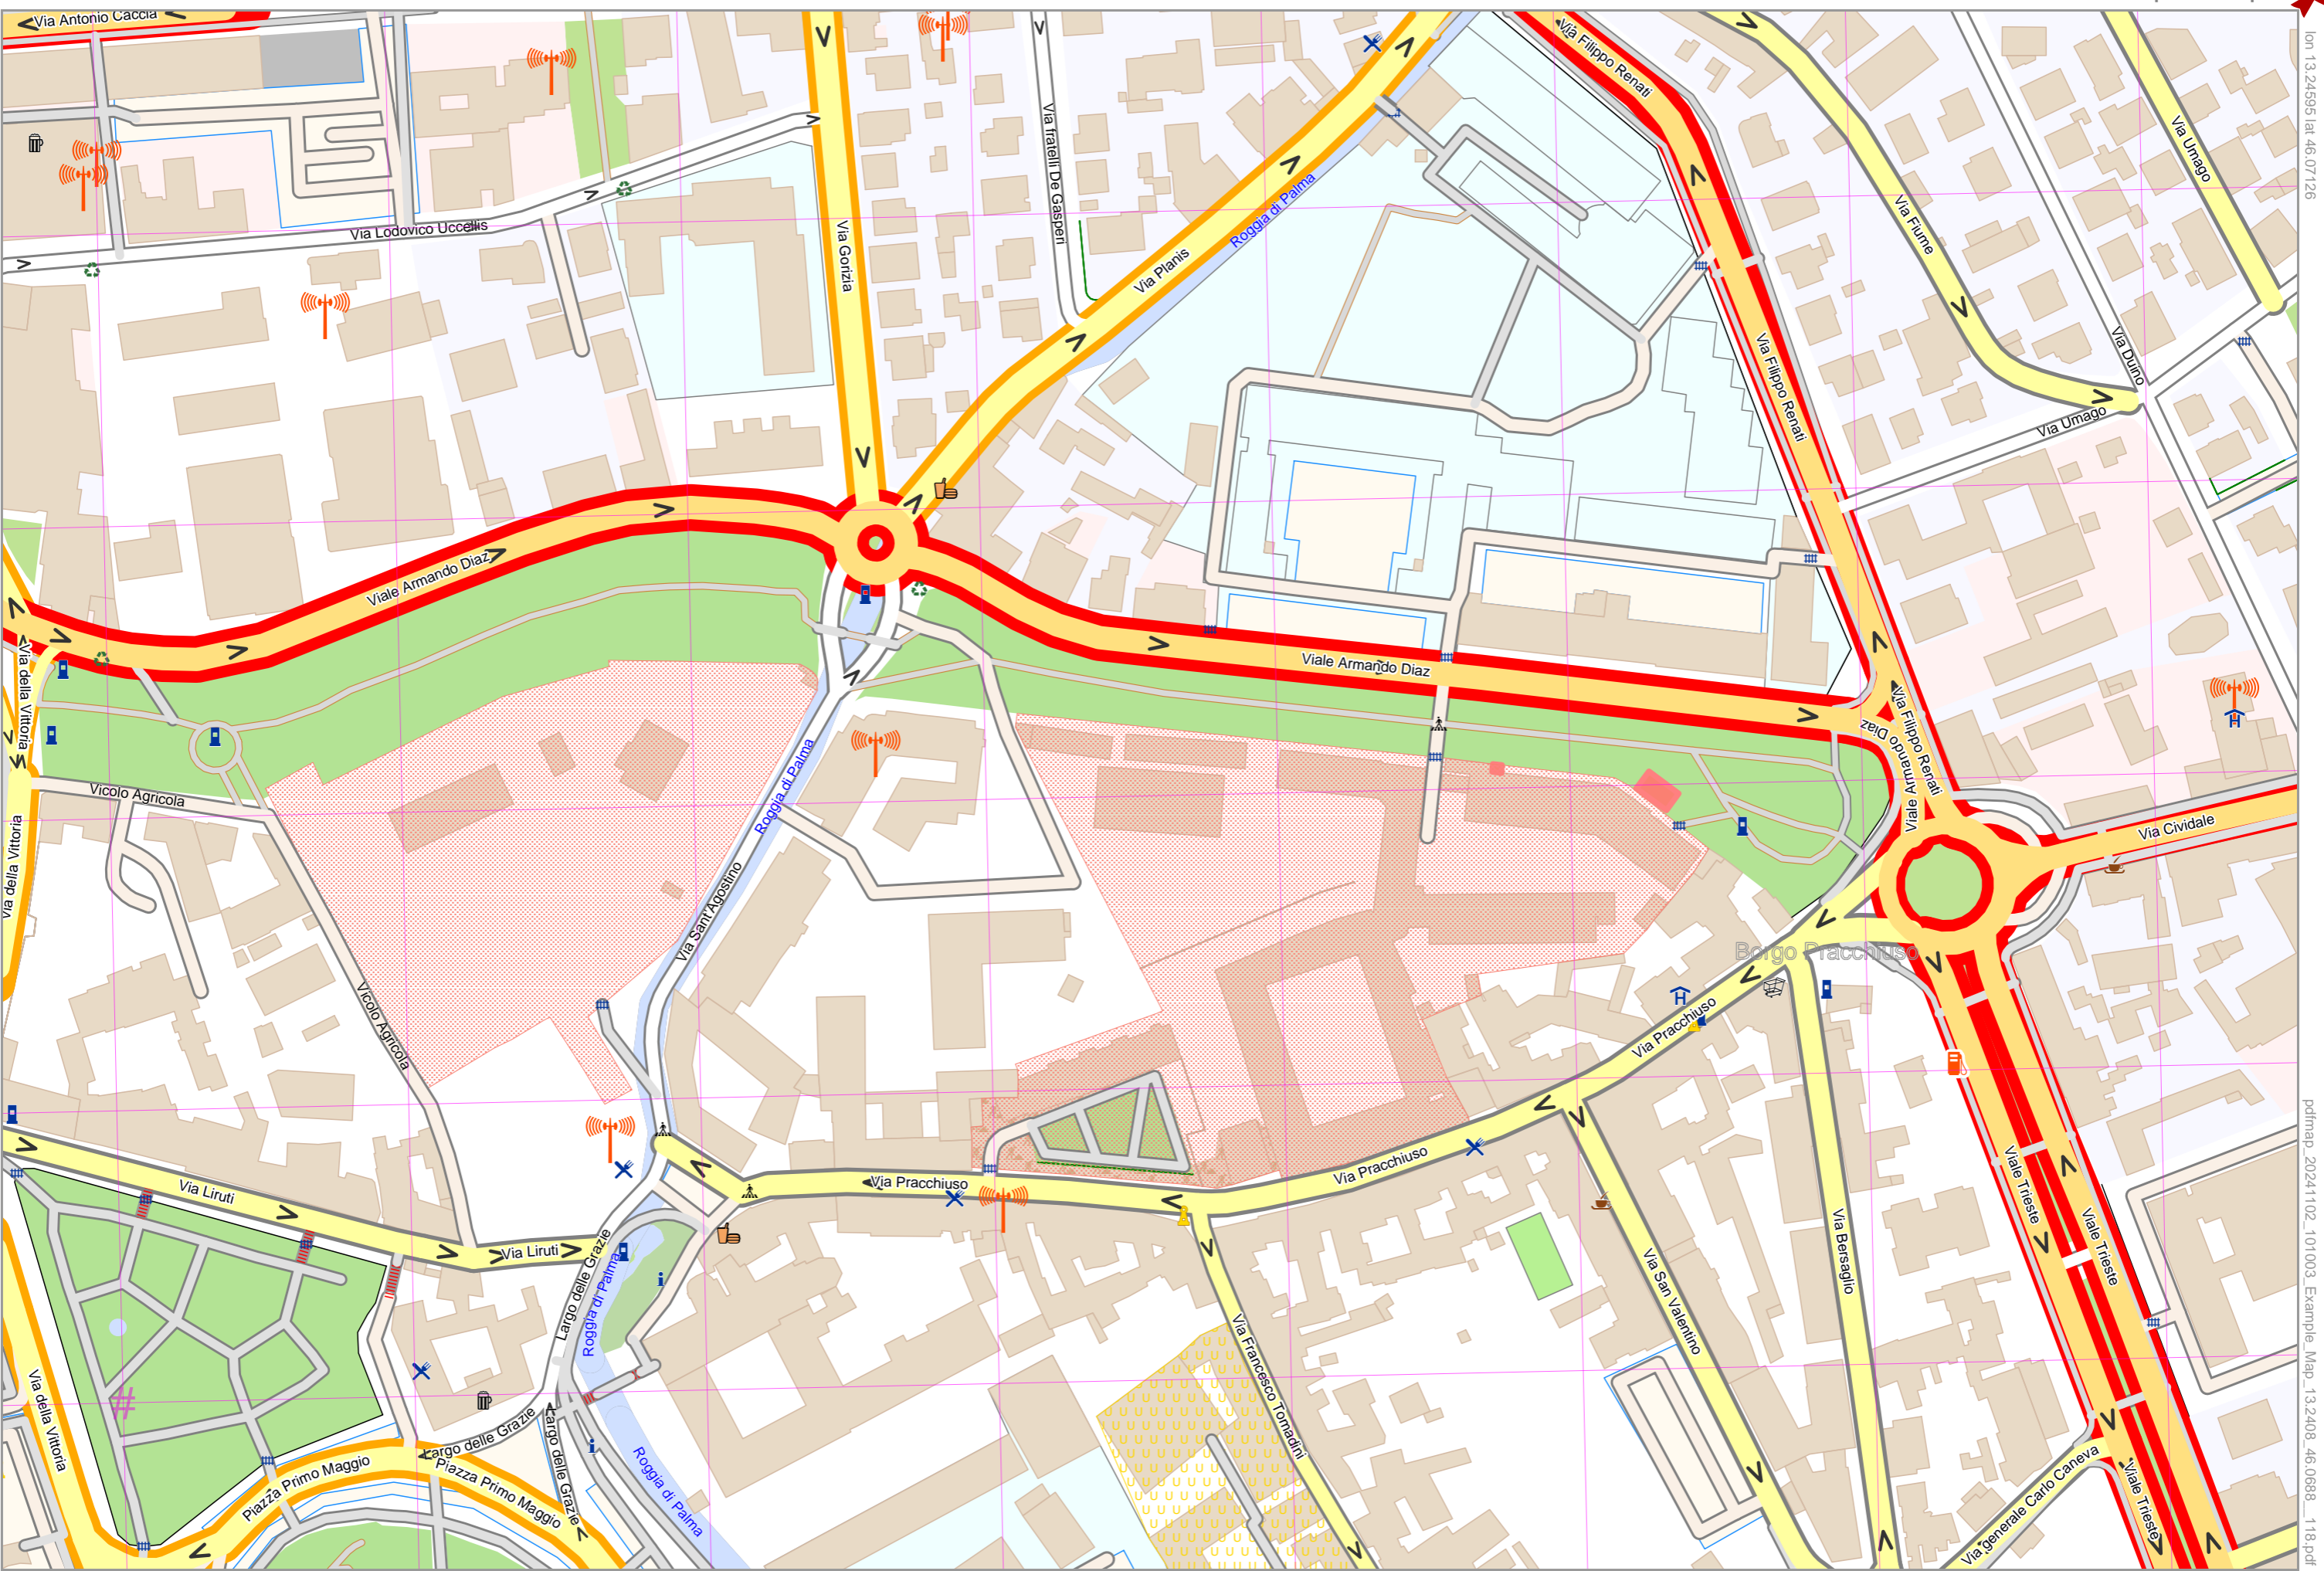 Via Antonio Caccia
Via Filippo Renati
Via Umago
lon 13.24595 lat 46.07126
Via fratelli De Gasperi
Via Lodovico Uccellis
Via Gorizia
Roggia di Palma
Via Planis
Via Fiume
Via Duino
Via Filippo Renati
Via Umago
Viale Armando Diaz
Viale Armando Diaz
Via della Vittoria
Via Filippo Renati
Viale Armando Diaz
Vicolo Agricola
Roggia di Palma
Via Cividale
Via della Vittoria
Via Sant'Agostino
Borgo Pracchiuso
Vicolo Agricola
Via Pracchiuso
Via Liruti
Via Pracchiuso
Via Pracchiuso
Viale Trieste
Viale Trieste
Via Liruti
Largo delle Grazie
Roggia di Palma
Via Bersaglio
Via San Valentino
Via Francesco Tomadini
Via della Vittoria
Largo delle Grazie
Largo delle Grazie
Piazza Primo Maggio
Piazza Primo Maggio
Roggia di Palma
Via generale Carlo Caneva
Viale Trieste
pdfmap_20241102_101003_Example_Map_13.2408_46.0688__118.pdf